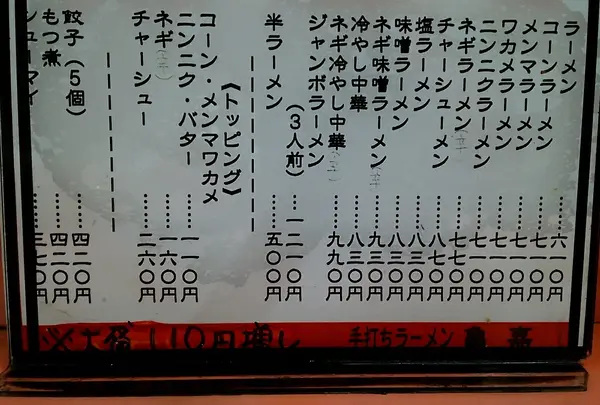 ラーメン……六一〇円
コーンラーメン……七一〇円
メンマラーメン……七一〇円
ワカメラーメン……七一〇円
ニンニクラーメン……七一〇円
ネギラーメン(辛)……七七〇円
チャーシューメン……八七〇円
塩ラーメン……八三〇円
味噌ラーメン……八三〇円
ネギ味噌ラーメン(辛)……九三〇円
冷やし中華……八三〇円
ネギ冷やし中華(辛)……九九〇円
ジャンボラーメン
(3人前)……一二一〇円
半ラーメン……五〇〇円
《トッピング》
コーン・メンマワカメ
ニンニク・バター……一一〇円
ネギ(辛)……一六〇円
チャーシュー……二六〇円
餃子(5個)……四二〇円
もつ煮……四二〇円
シューマイ……三七〇円
※大盛110円増し
手打ちラーメン